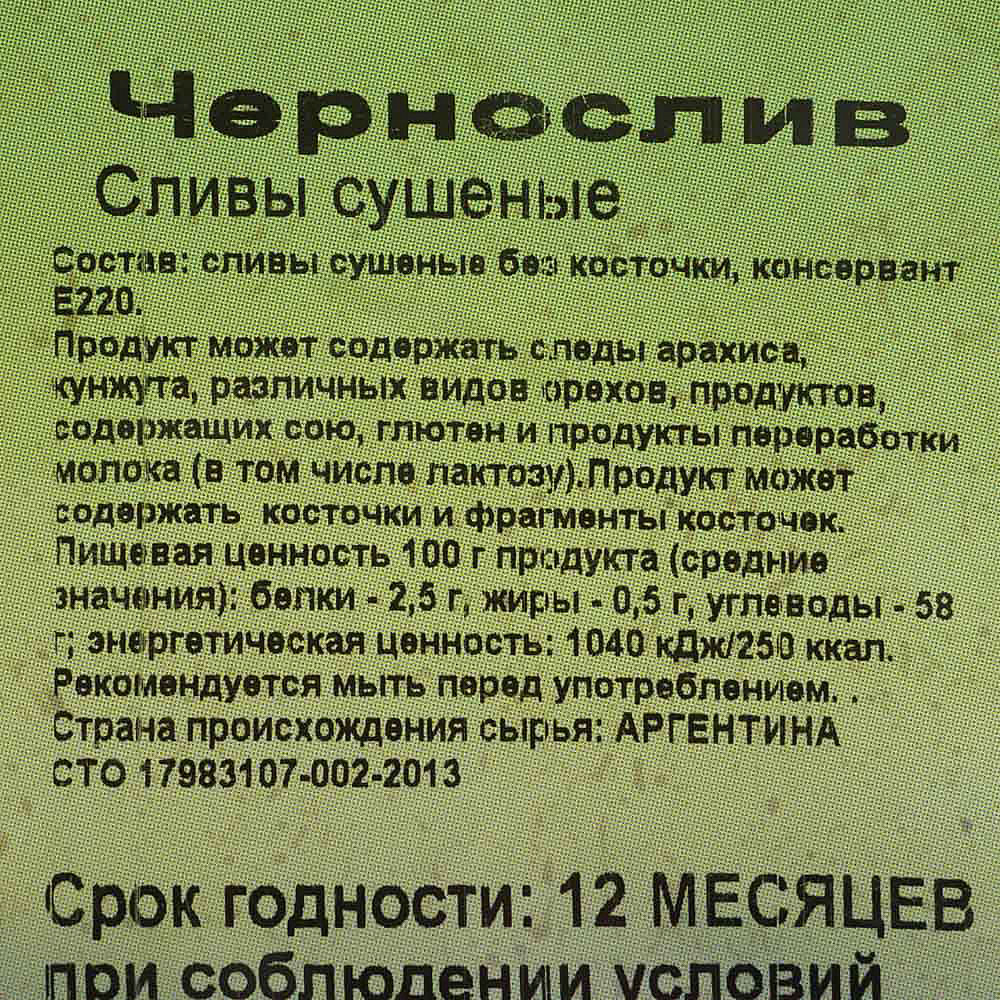 Чернослив
Сливы сушеные
Состав: сливы сушеные без косточки, консервант
Е220.
Продукт может содержать следы арахиса,
кунжута, различных видов орехов, продуктов,
содержащих сою, глютен и продукты переработки
молока (в том числе лактозу).Продукт может
содержать косточки и фрагменты косточек.
Пищевая ценность 100 г продукта (средние
значения): белки - 2,5 г, жиры - 0,5 г, углеводы - 58
г; энергетическая ценность: 1040 кДж/250 ккал.
Рекомендуется мыть перед употреблением. .
Страна происхождения сырья: АРГЕНТИНА
СТО 17983107-002-2013
Срок годности: 12 МЕСЯЦЕВ
при соблюдении условий